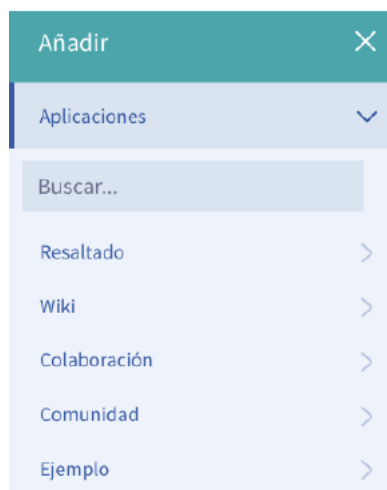 Añadir
Aplicaciones
Buscar...
Resaltado
Wiki
Colaboración
Comunidad
Ejemplo